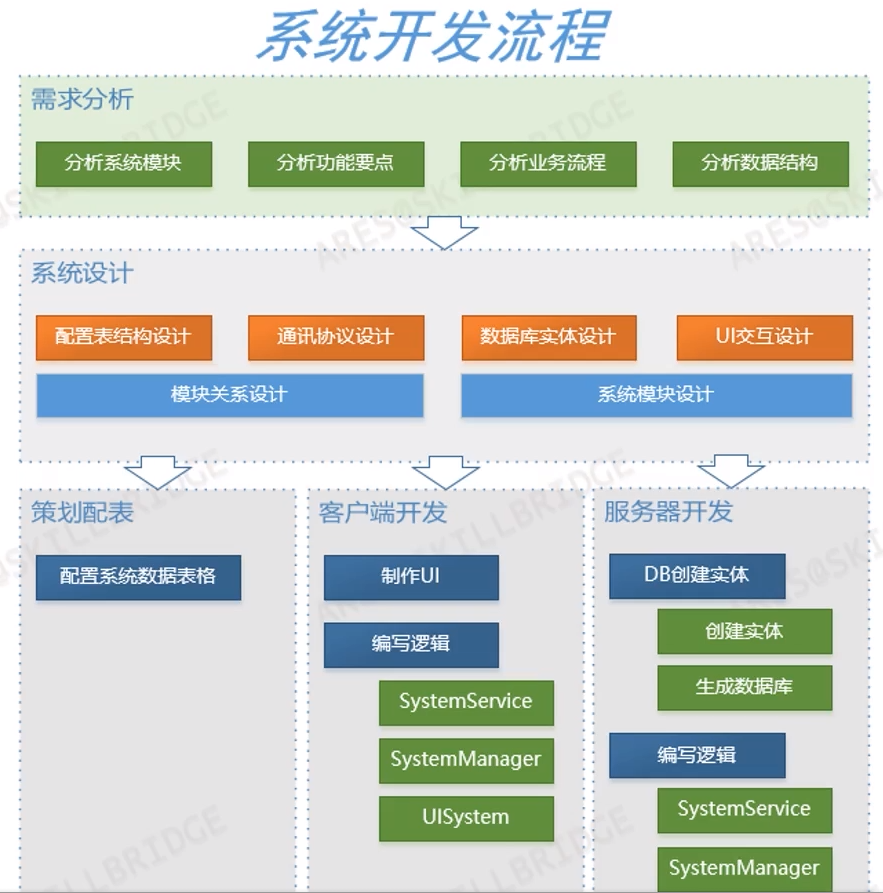 系统开发流程
需求分析
分析系统模块
分析功能要点
分析业务流程
分析数据结构
系统设计
配置表结构设计
通讯协议设计
数据库实体设计
UI交互设计
模块关系设计
系统模块设计
策划配表
配置系统数据表格
客户端开发
制作UI
编写逻辑
SystemService
SystemManager
UISystem
服务器开发
DB创建实体
创建实体
生成数据库
编写逻辑
SystemService
SystemManager
ARES@SKILLBRIDGE